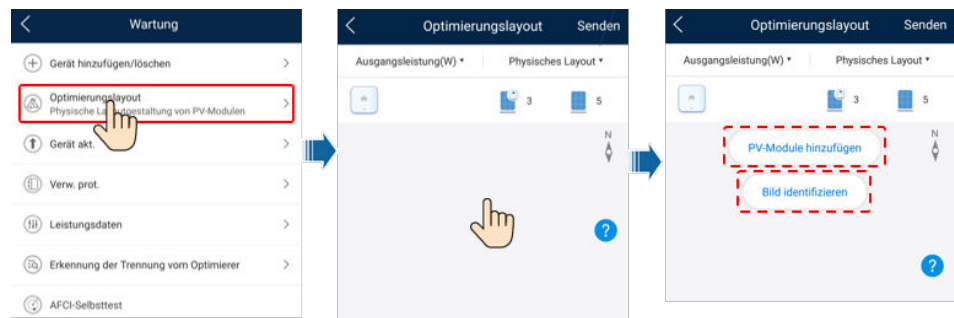 Wartung
Gerät hinzufügen/löschen
Optimierungslayout
Physische Layoutgestaltung von PV-Modulen
Gerät akt.
Verw. prot.
Leistungsdaten
Erkennung der Trennung vom Optimierer
AFCI-Selbsttest
Optimierungslayout Senden
Ausgangsleistung(W) Physisches Layout
3 5
N
?
Optimierungslayout Senden
Ausgangsleistung(W) Physisches Layout
3 5
N
PV-Module hinzufügen
Bild identifizieren
?